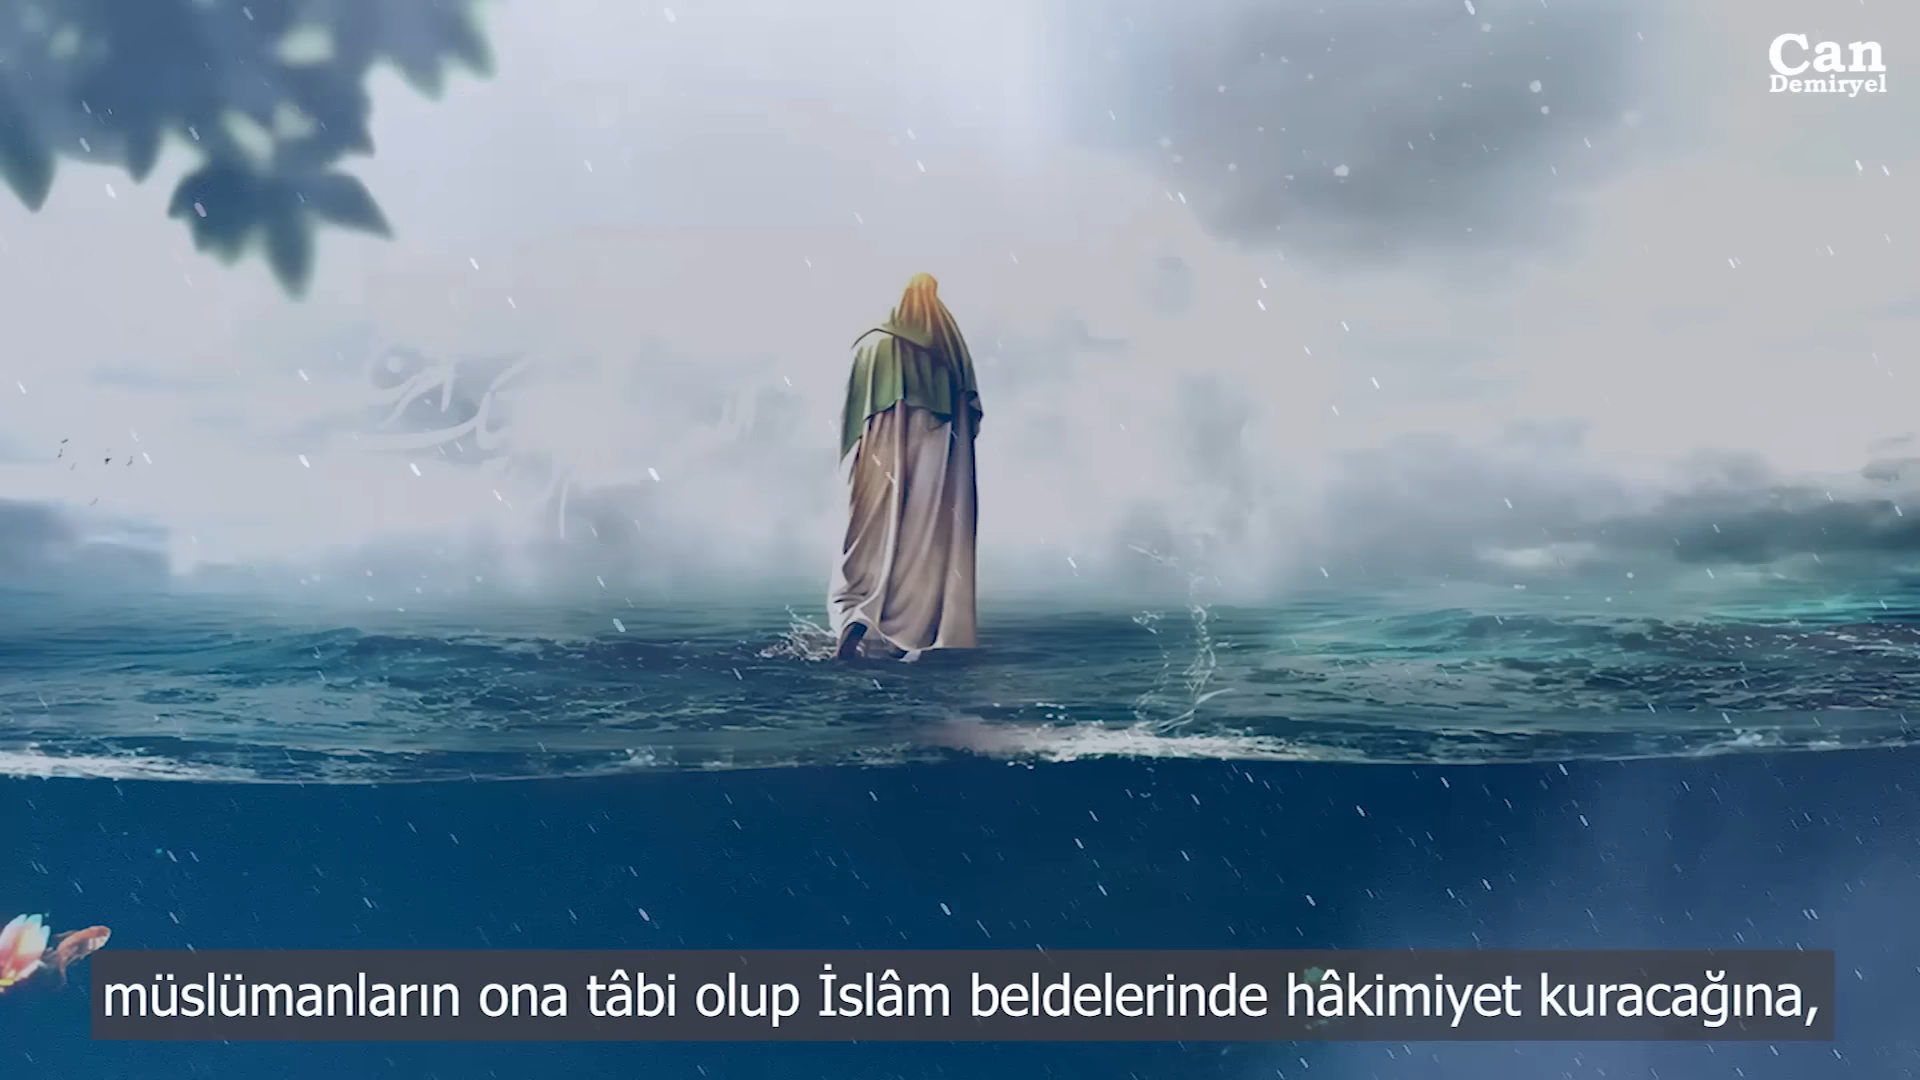 Can
Demiryel
müslümanların ona tâbi olup İslâm beldelerinde hâkimiyet kuracağına,